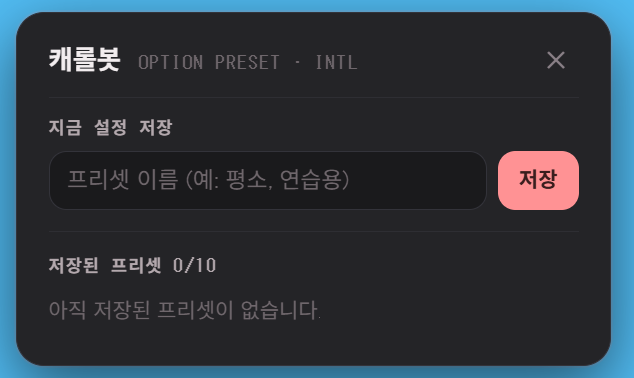 캐롤봇 OPTION PRESET · INTL
지금 설정 저장
프리셋 이름 (예: 평소, 연습용)
저장
저장된 프리셋 0/10
아직 저장된 프리셋이 없습니다.